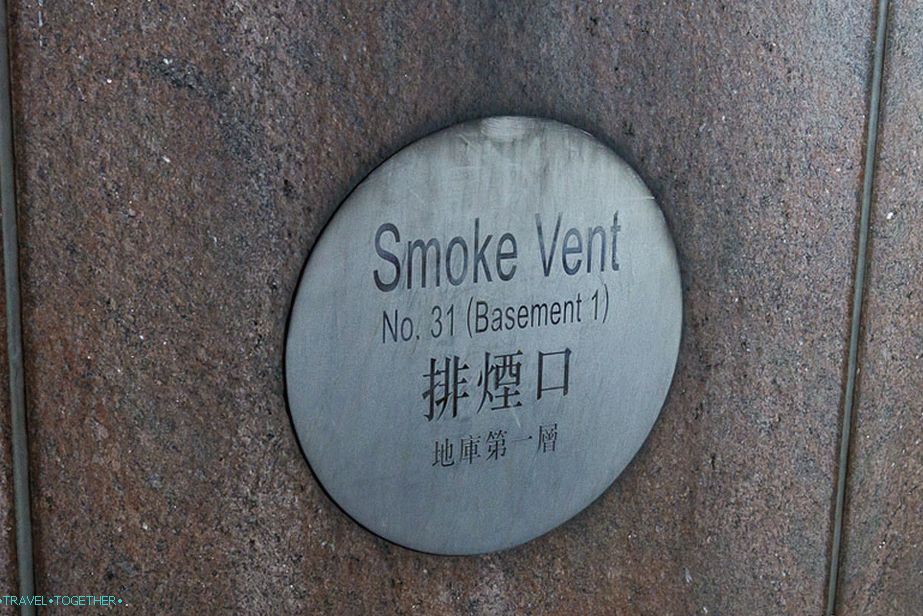 Smoke Vent
No. 31 (Basement 1)
排煙口
地庫第一層
•TRAVEL•TOGETHER•